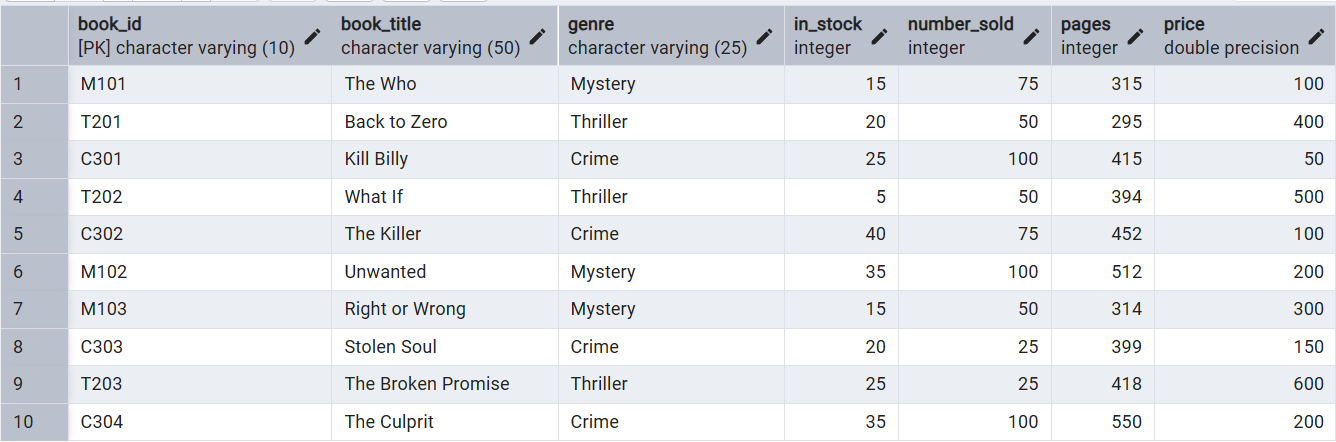 book_id book_title genre in_stock number_sold pages price
[PK] character varying (10) character varying (50) character varying (25) integer integer integer double precision
1 M101 The Who Mystery 15 75 315 100
2 T201 Back to Zero Thriller 20 50 295 400
3 C301 Kill Billy Crime 25 100 415 50
4 T202 What If Thriller 5 50 394 500
5 C302 The Killer Crime 40 75 452 100
6 M102 Unwanted Mystery 35 100 512 200
7 M103 Right or Wrong Mystery 15 50 314 300
8 C303 Stolen Soul Crime 20 25 399 150
9 T203 The Broken Promise Thriller 25 25 418 600
10 C304 The Culprit Crime 35 100 550 200